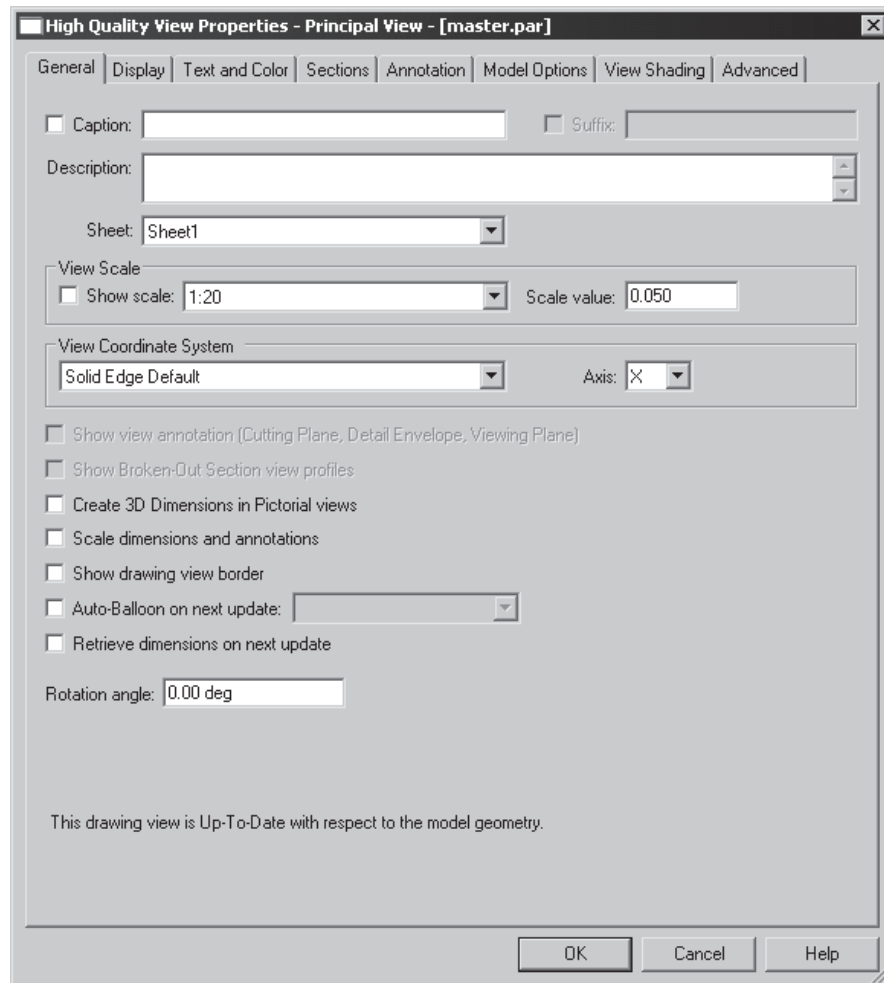 High Quality View Properties - Principal View - [master.par]
General Display Text and Color Sections Annotation Model Options View Shading Advanced
Caption: Suffix:
Description:
Sheet: Sheet1
View Scale
Show scale: 1:20 Scale value: 0.050
View Coordinate System
Solid Edge Default Axis: X
Show view annotation (Cutting Plane, Detail Envelope, Viewing Plane)
Show Broken-Out Section view profiles
Create 3D Dimensions in Pictorial views
Scale dimensions and annotations
Show drawing view border
Auto-Balloon on next update:
Retrieve dimensions on next update
Rotation angle: 0.00 deg
This drawing view is Up-To-Date with respect to the model geometry.
OK Cancel Help